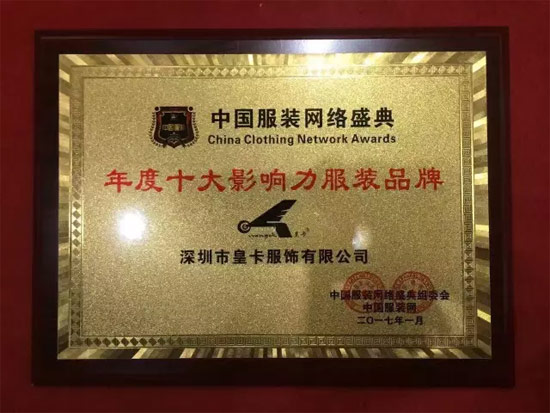 中国服装网络盛典
China Clothing Network Awards
年度十大影响力服装品牌
皇卡
深圳市皇卡服饰有限公司
中国服装网络盛典组委会
中国服装网
二〇一七年一月